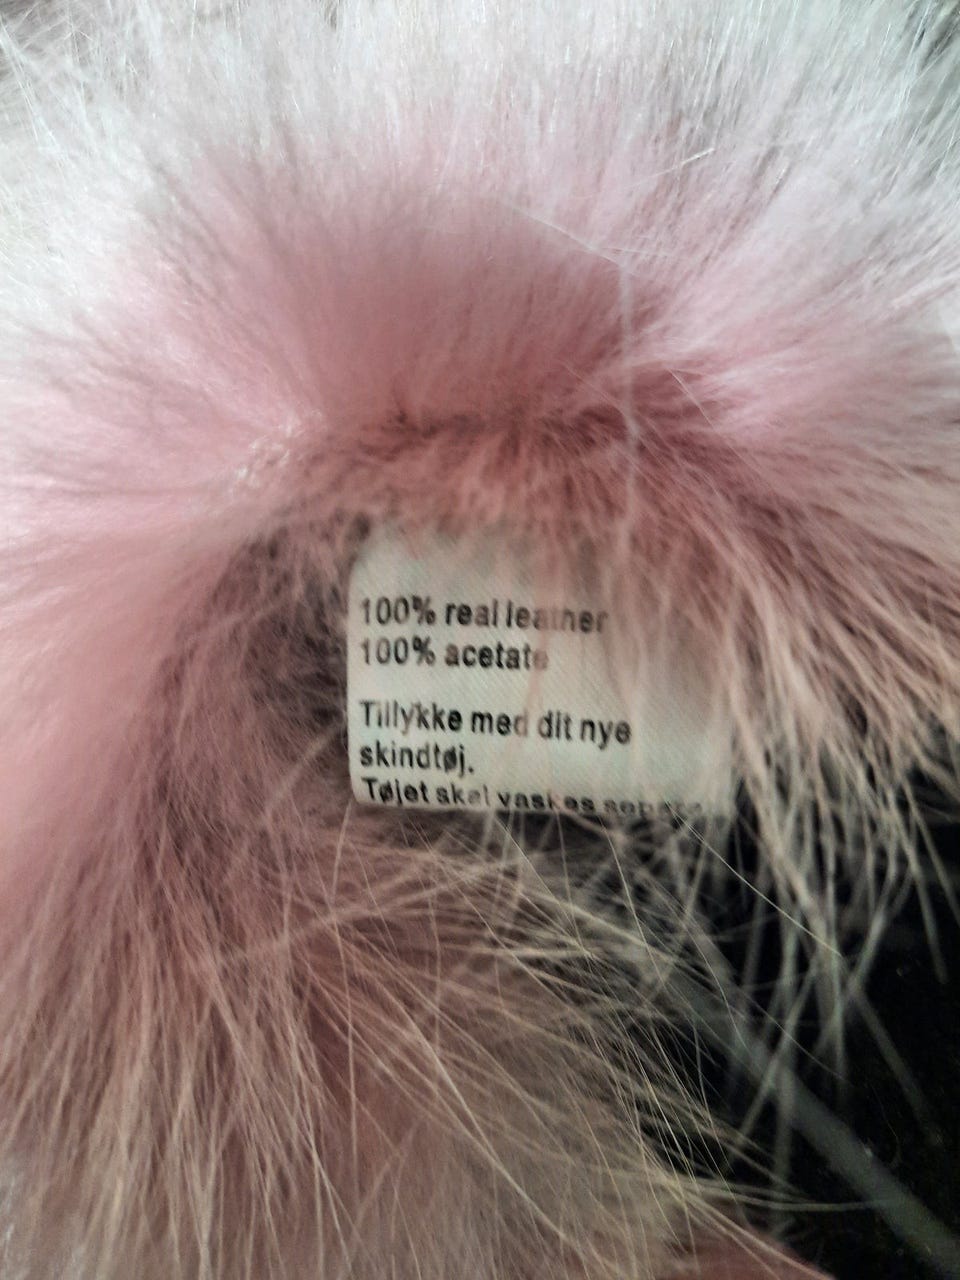 100% real leather
100% acetate
Tillykke med dit nye
skindtøj.
Tøjet skal vaskes